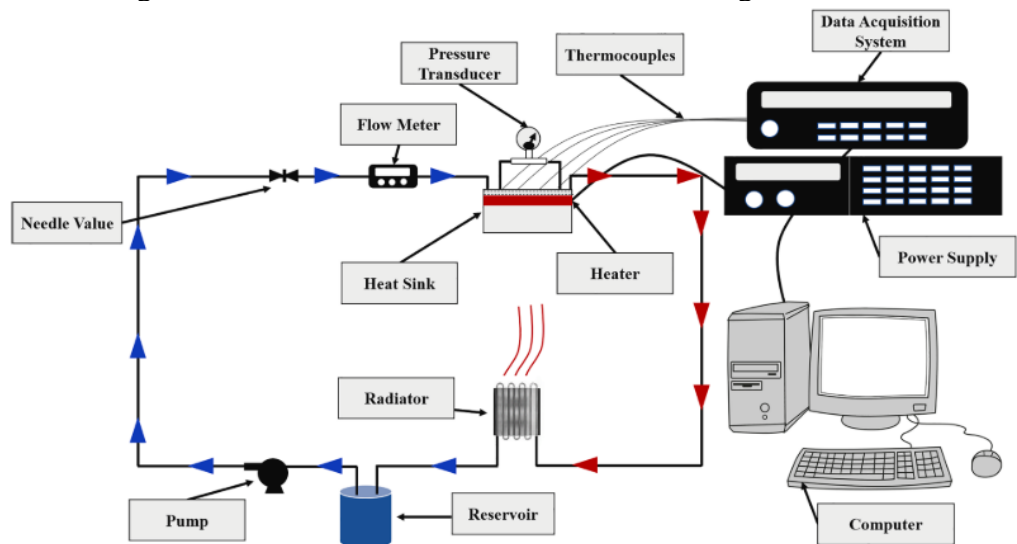 Data Acquisition
System
Pressure
Transducer
Thermocouples
Flow Meter
Needle Value
Heat Sink
Heater
Power Supply
Radiator
Pump
Reservoir
Computer